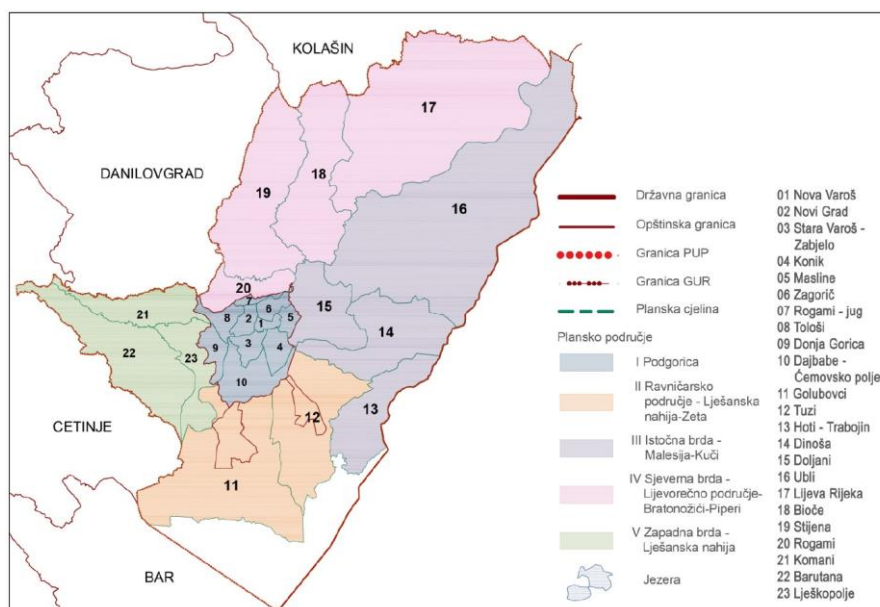 KOLAŠIN
17
DANILOVGRAD
18
19
16
20
7
6
8
2
5
1
15
21
3
4
9
14
22
23
10
13
12
CETINJE
11
BAR
Državna granica
Opštinska granica
Granica PUP
Granica GUR
Planska cjelina
Plansko područje
I Podgorica
II Ravničarsko
područje - Lješanska
nahija-Zeta
III Istočna brda -
Malesija-Kuči
IV Sjeverna brda -
Lijevorečno područje-
Bratonožići-Piperi
V Zapadna brda -
Lješanska nahija
Jezera
01 Nova Varoš
02 Novi Grad
03 Stara Varoš -
Zabjelo
04 Konik
05 Masline
06 Zagorič
07 Rogami - jug
08 Tološi
09 Donja Gorica
10 Dajbabe -
Ćemovsko polje
11 Golubovci
12 Tuzi
13 Hoti - Trabojin
14 Dinoša
15 Doljani
16 Ubli
17 Lijeva Rijeka
18 Bioče
19 Stijena
20 Rogami
21 Komani
22 Barutana
23 Lješkopolje